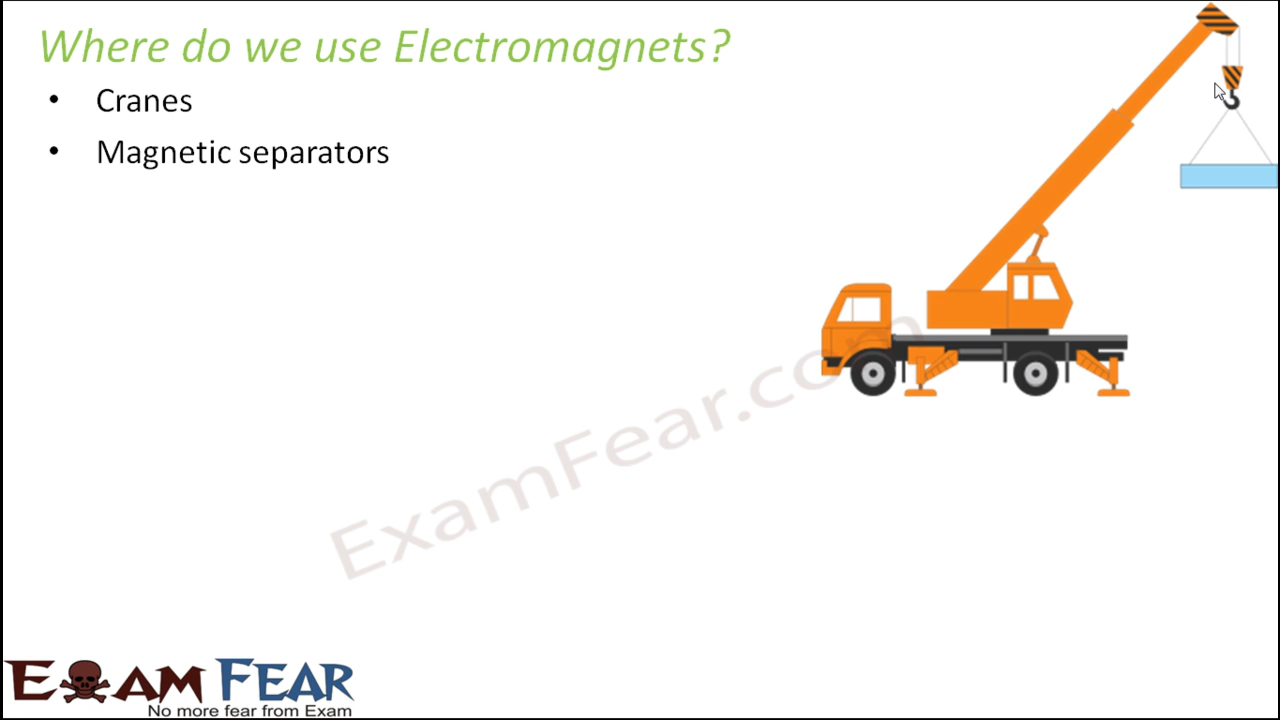 Where do we use Electromagnets?
• Cranes
• Magnetic separators
ExamFear.com
EXAM FEAR
No more fear from Exam